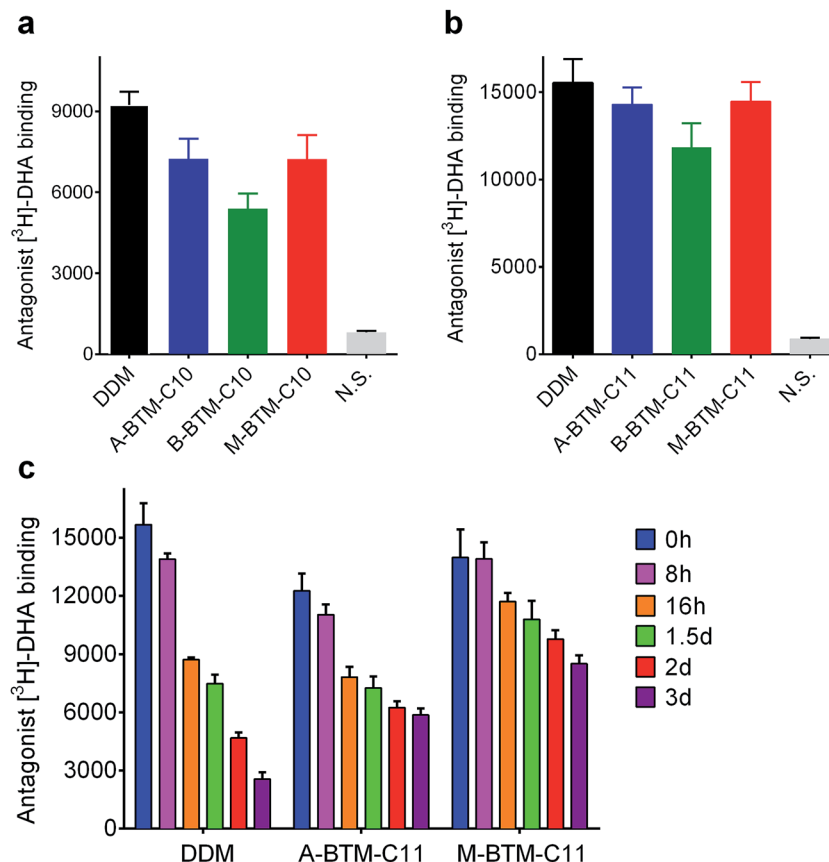 a
Antagonist [³H]-DHA binding
9000
6000
3000
0
DDM
A-BTM-C10
B-BTM-C10
M-BTM-C10
N.S.
b
Antagonist [³H]-DHA binding
15000
10000
5000
0
DDM
A-BTM-C11
B-BTM-C11
M-BTM-C11
N.S.
c
Antagonist [³H]-DHA binding
15000
12000
9000
6000
3000
0
DDM
A-BTM-C11
M-BTM-C11
0h
8h
16h
1.5d
2d
3d